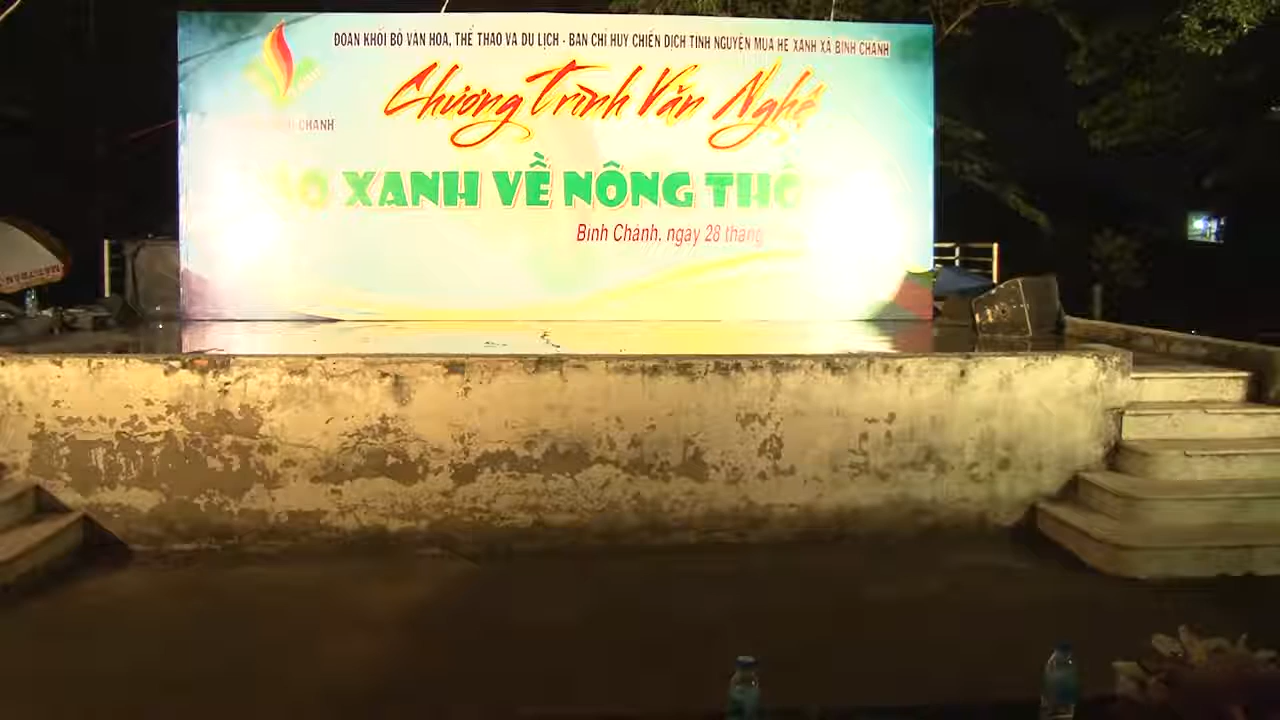 ĐOÀN KHỐI BỘ VĂN HÓA, THỂ THAO VÀ DU LỊCH - BAN CHỈ HUY CHIẾN DỊCH TÌNH NGUYỆN MÙA HÈ XANH XÃ BÌNH CHÁNH
Chương Trình Văn Nghệ
CHÁNH
XANH VỀ NÔNG
Bình Chánh, ngày 28 tháng